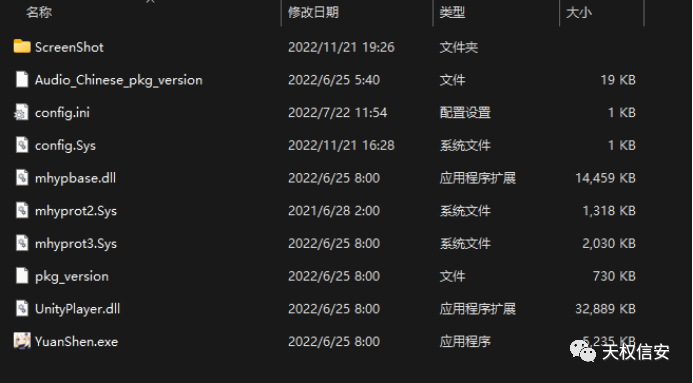 名称 修改日期 类型 大小
ScreenShot 2022/11/21 19:26 文件夹
Audio_Chinese_pkg_version 2022/6/25 5:40 文件 19 KB
config.ini 2022/7/22 11:54 配置设置 1 KB
config.Sys 2022/11/21 16:28 系统文件 1 KB
mhypbase.dll 2022/6/25 8:00 应用程序扩展 14,459 KB
mhyprot2.Sys 2021/6/28 2:00 系统文件 1,318 KB
mhyprot3.Sys 2022/6/25 8:00 系统文件 2,030 KB
pkg_version 2022/6/25 8:00 文件 730 KB
UnityPlayer.dll 2022/6/25 8:00 应用程序扩展 32,889 KB
YuanShen.exe 2022/6/25 8:00 应用程序 KB
天权信安